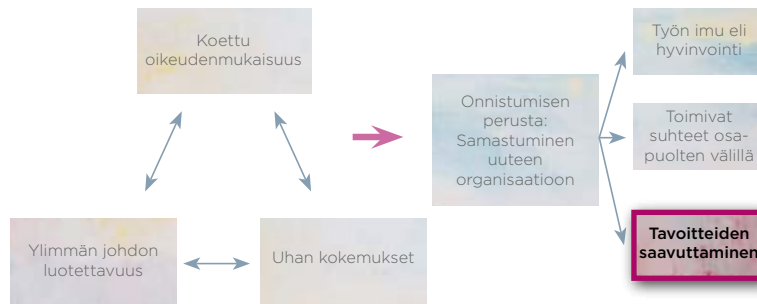 Koettu
oikeudenmukaisuus
Ylimmän johdon
luotettavuus
Uhan kokemukset
Onnistumisen
perusta:
Samastuminen
uuteen
organisaatioon
Työn imu eli
hyvinvointi
Toimivat
suhteet osa-
puolten välillä
Tavoitteiden
saavuttaminen